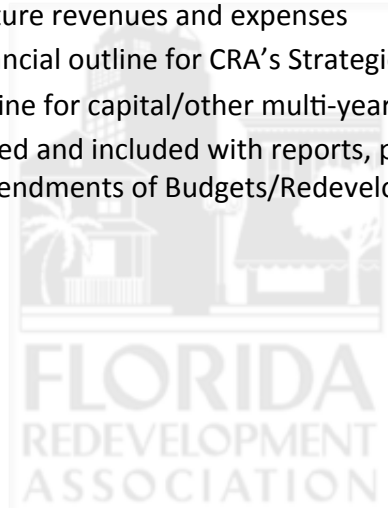 ture revenues and expenses
ncial outline for CRA's Strategi
ine for capital/other multi-year
ed and included with reports, p
endments of Budgets/Redevelo
FLORIDA
REDEVELOPMENT
ASSOCIATION